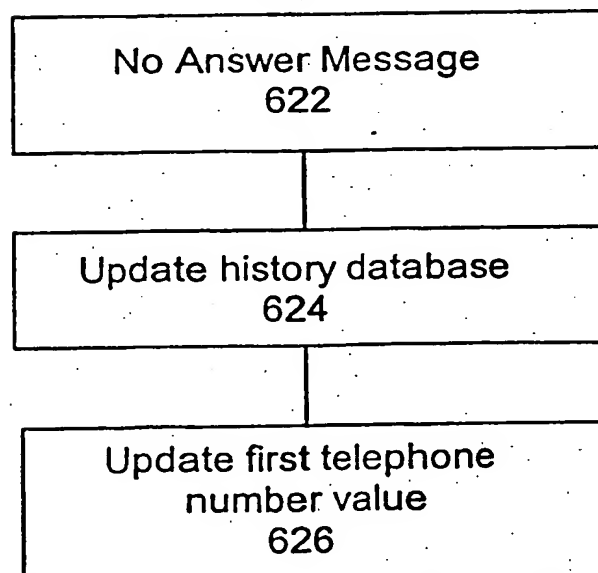 No Answer Message
622
Update history database
624
Update first telephone
number value
626